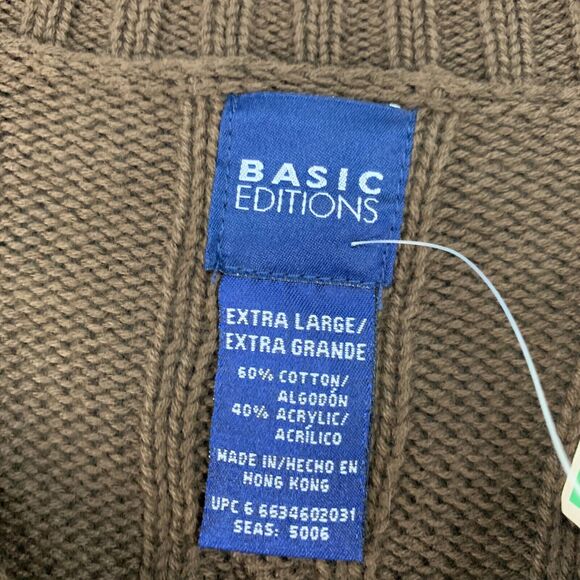 BASIC
EDITIONS
EXTRA LARGE/
EXTRA GRANDE
60% COTTON/
ALGODÓN
40% ACRYLIC/
ACRÍLICO
MADE IN/HECHO EN
HONG KONG
UPC 6 6634602031
SEAS: 5006